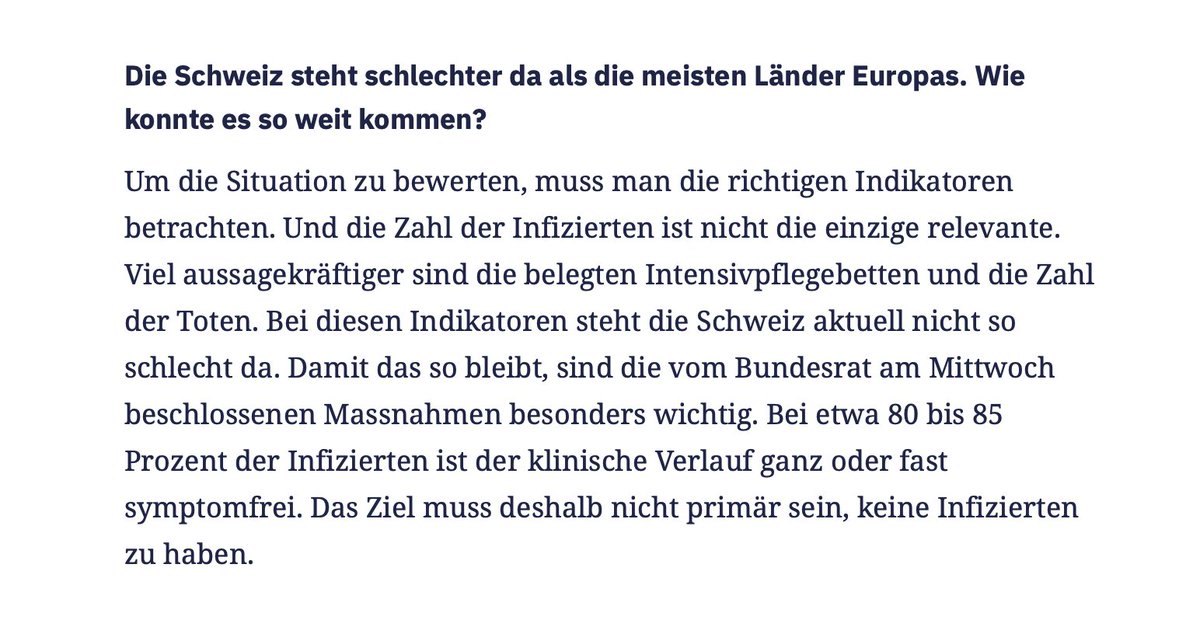 Die Schweiz steht schlechter da als die meisten Länder Europas. Wie
konnte es so weit kommen?
Um die Situation zu bewerten, muss man die richtigen Indikatoren
betrachten. Und die Zahl der Infizierten ist nicht die einzige relevante.
Viel aussagekräftiger sind die belegten Intensivpflegebetten und die Zahl
der Toten. Bei diesen Indikatoren steht die Schweiz aktuell nicht so
schlecht da. Damit das so bleibt, sind die vom Bundesrat am Mittwoch
beschlossenen Massnahmen besonders wichtig. Bei etwa 80 bis 85
Prozent der Infizierten ist der klinische Verlauf ganz oder fast
symptomfrei. Das Ziel muss deshalb nicht primär sein, keine Infizierten
zu haben.